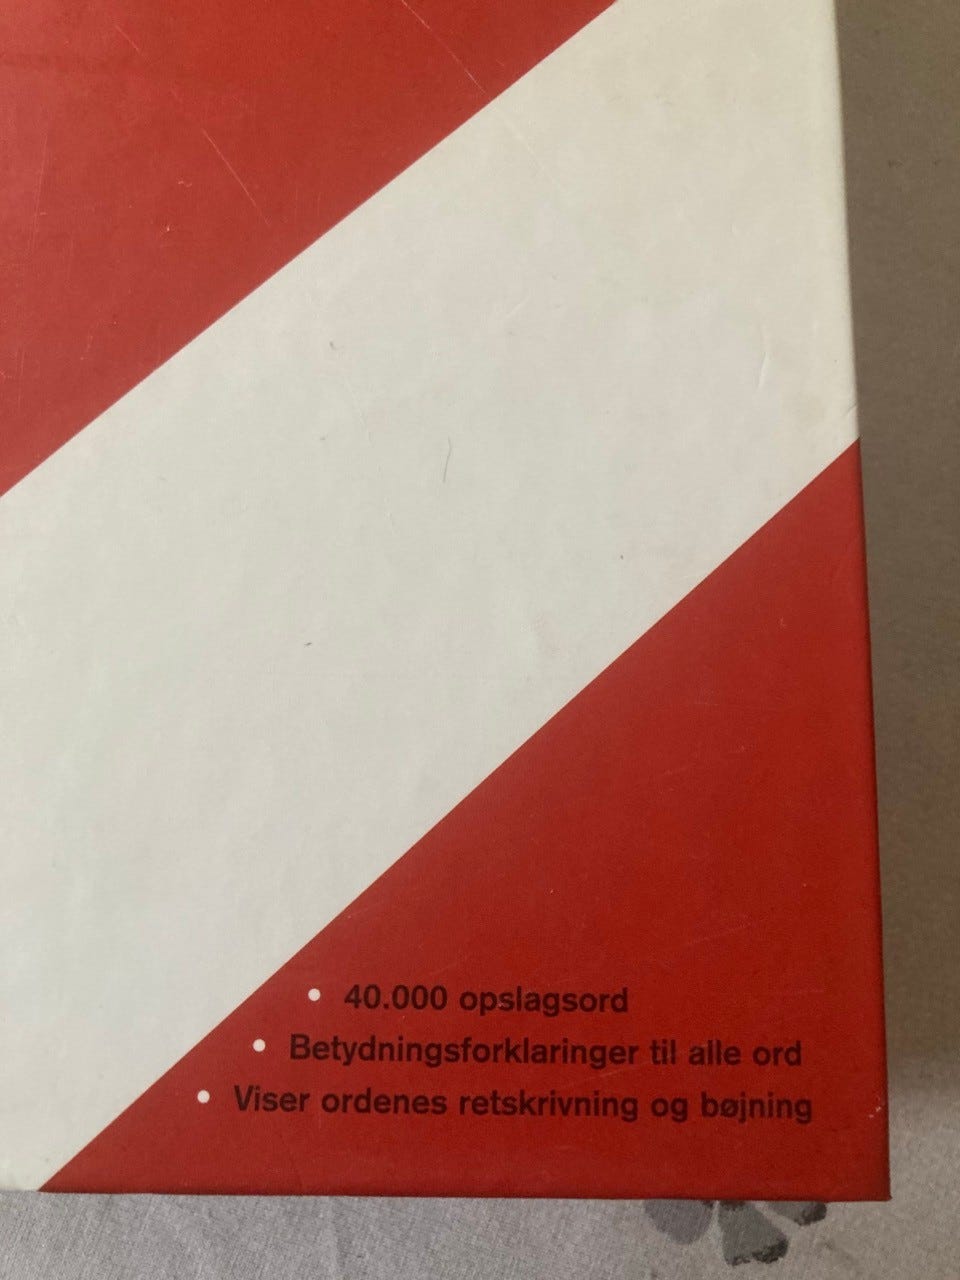 • 40.000 opslagsord
• Betydningsforklaringer til alle ord
• Viser ordenes retskrivning og bøjning